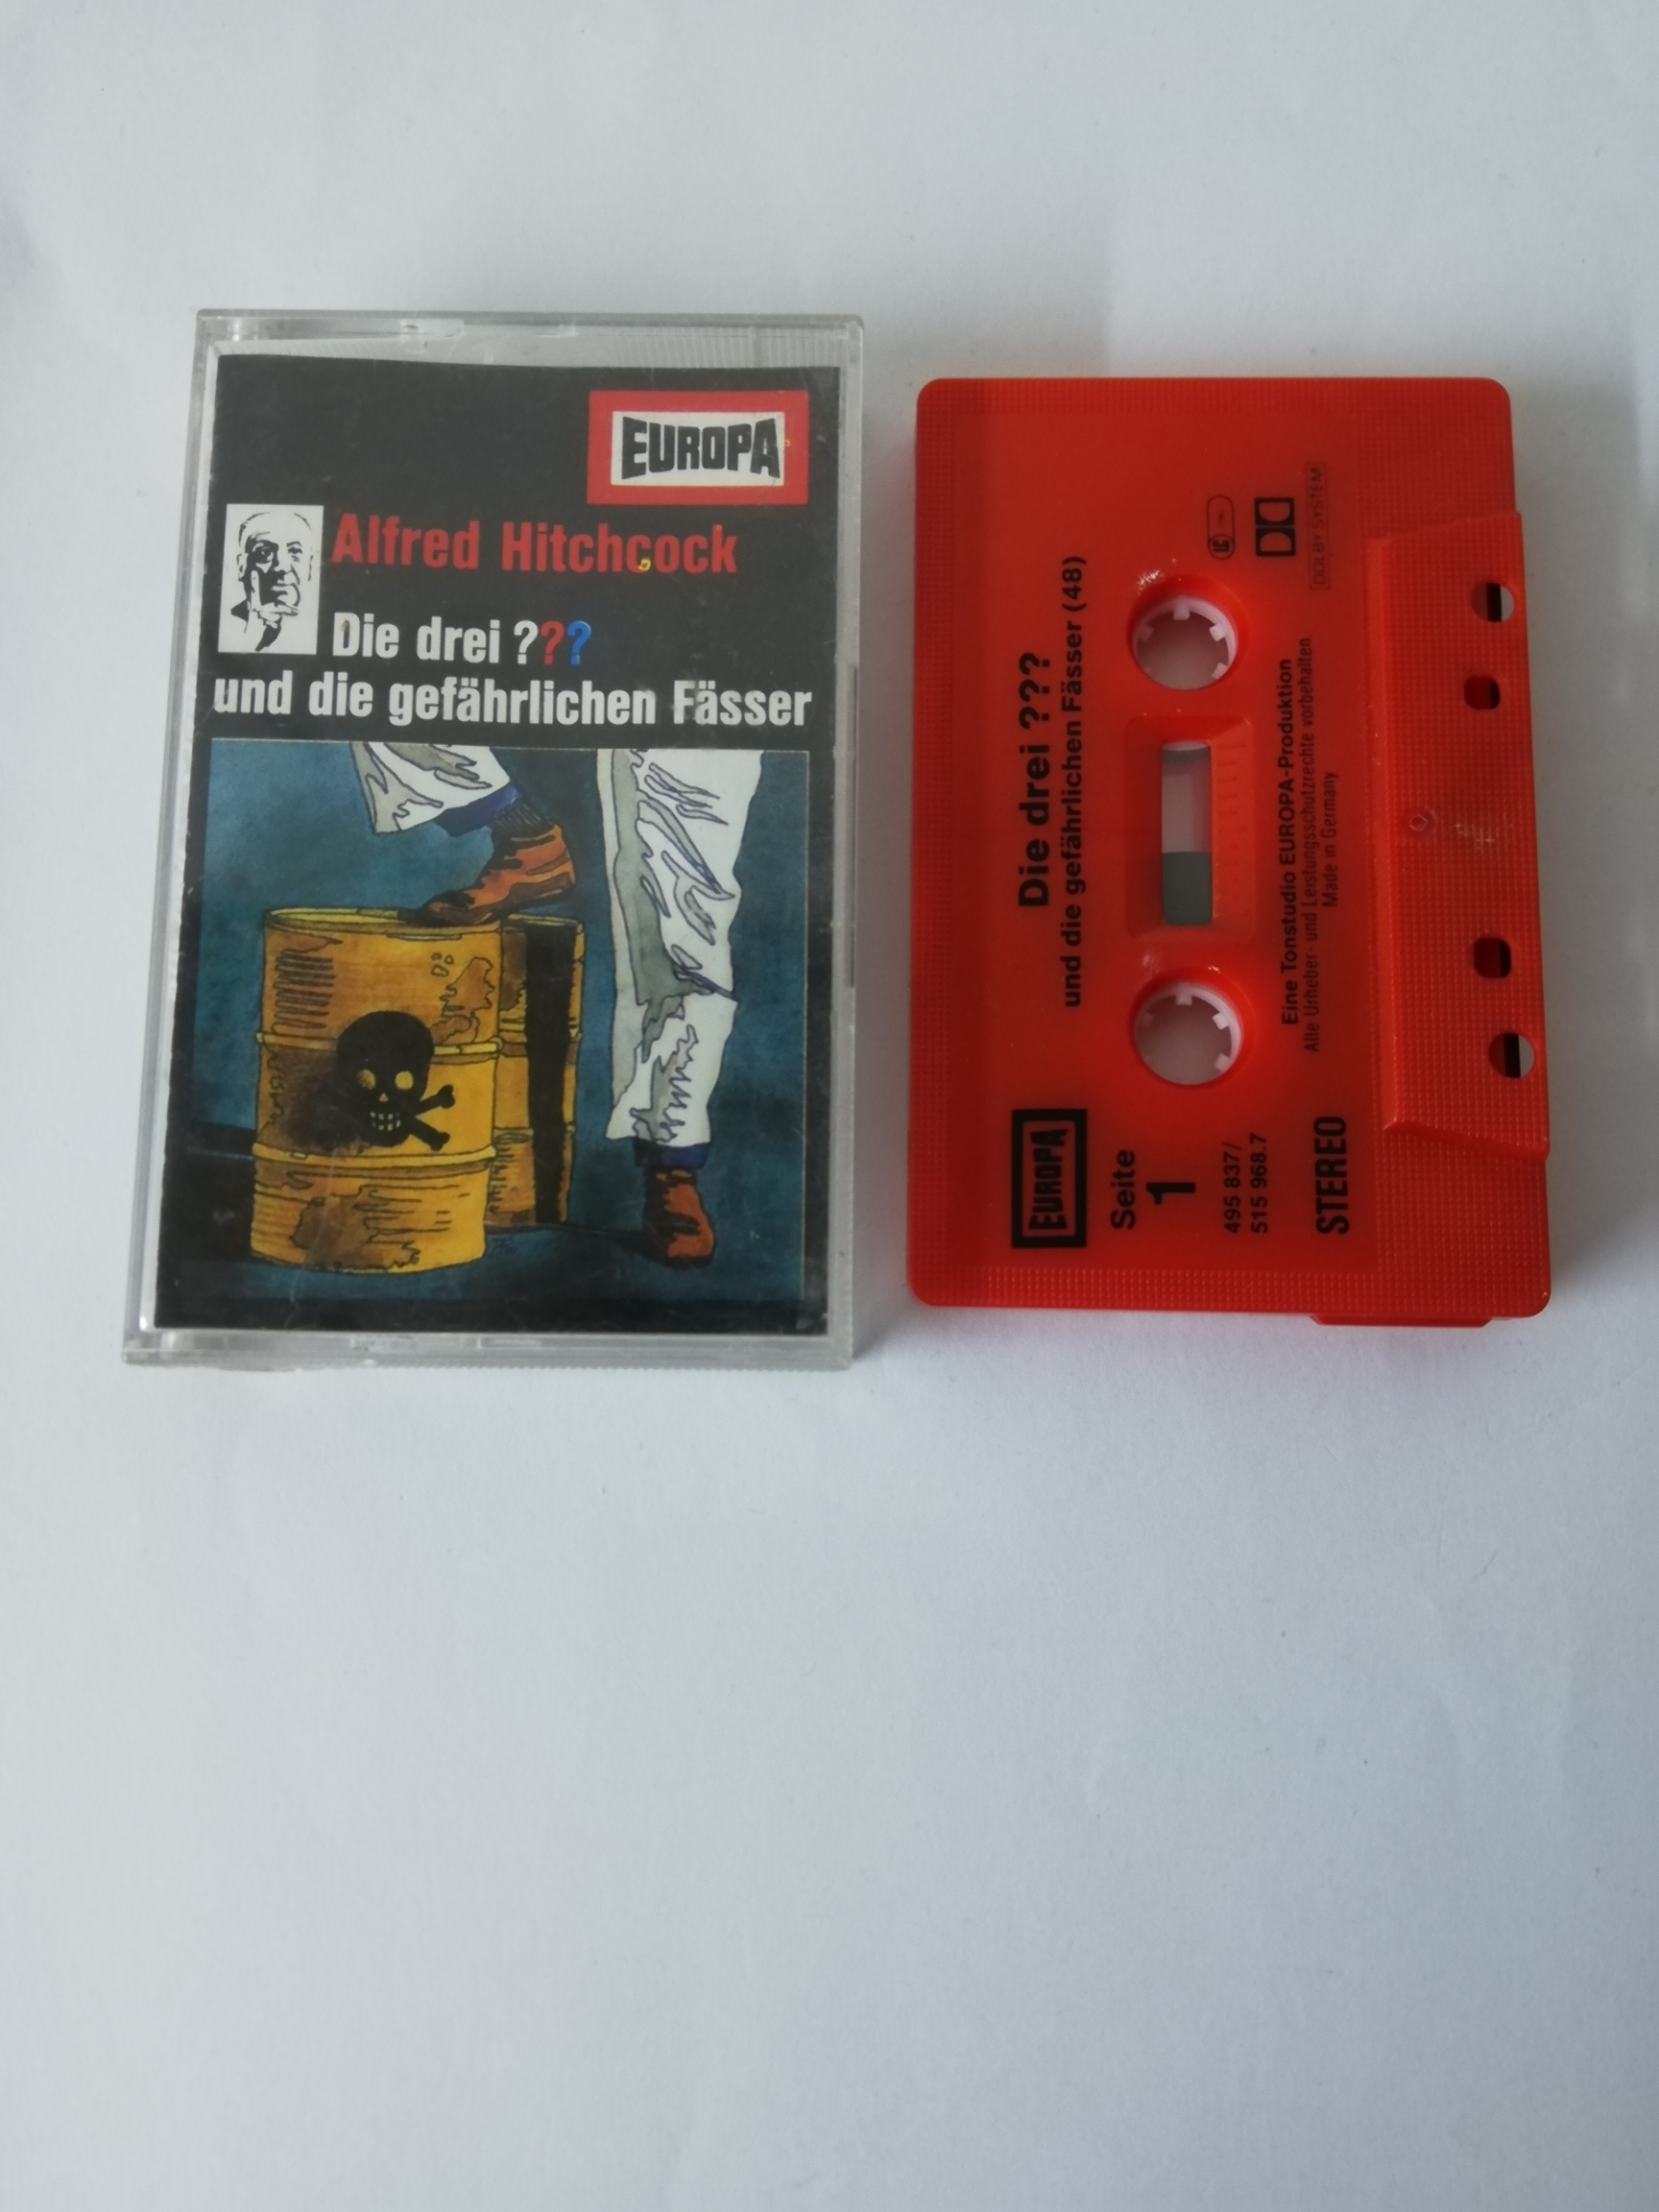 EUROPA
Alfred Hitchcock
Die drei ???
und die gefährlichen Fässer
Die drei ???
und die gefährlichen Fässer (48)
EUROPA
Seite
1
495 837/
515 968.7
STEREO
LC
DOLBY SYSTEM
Eine Tonstudio EUROPA-Produktion
Alle Urheber- und Leistungsschutzrechte vorbehalten
Made in Germany